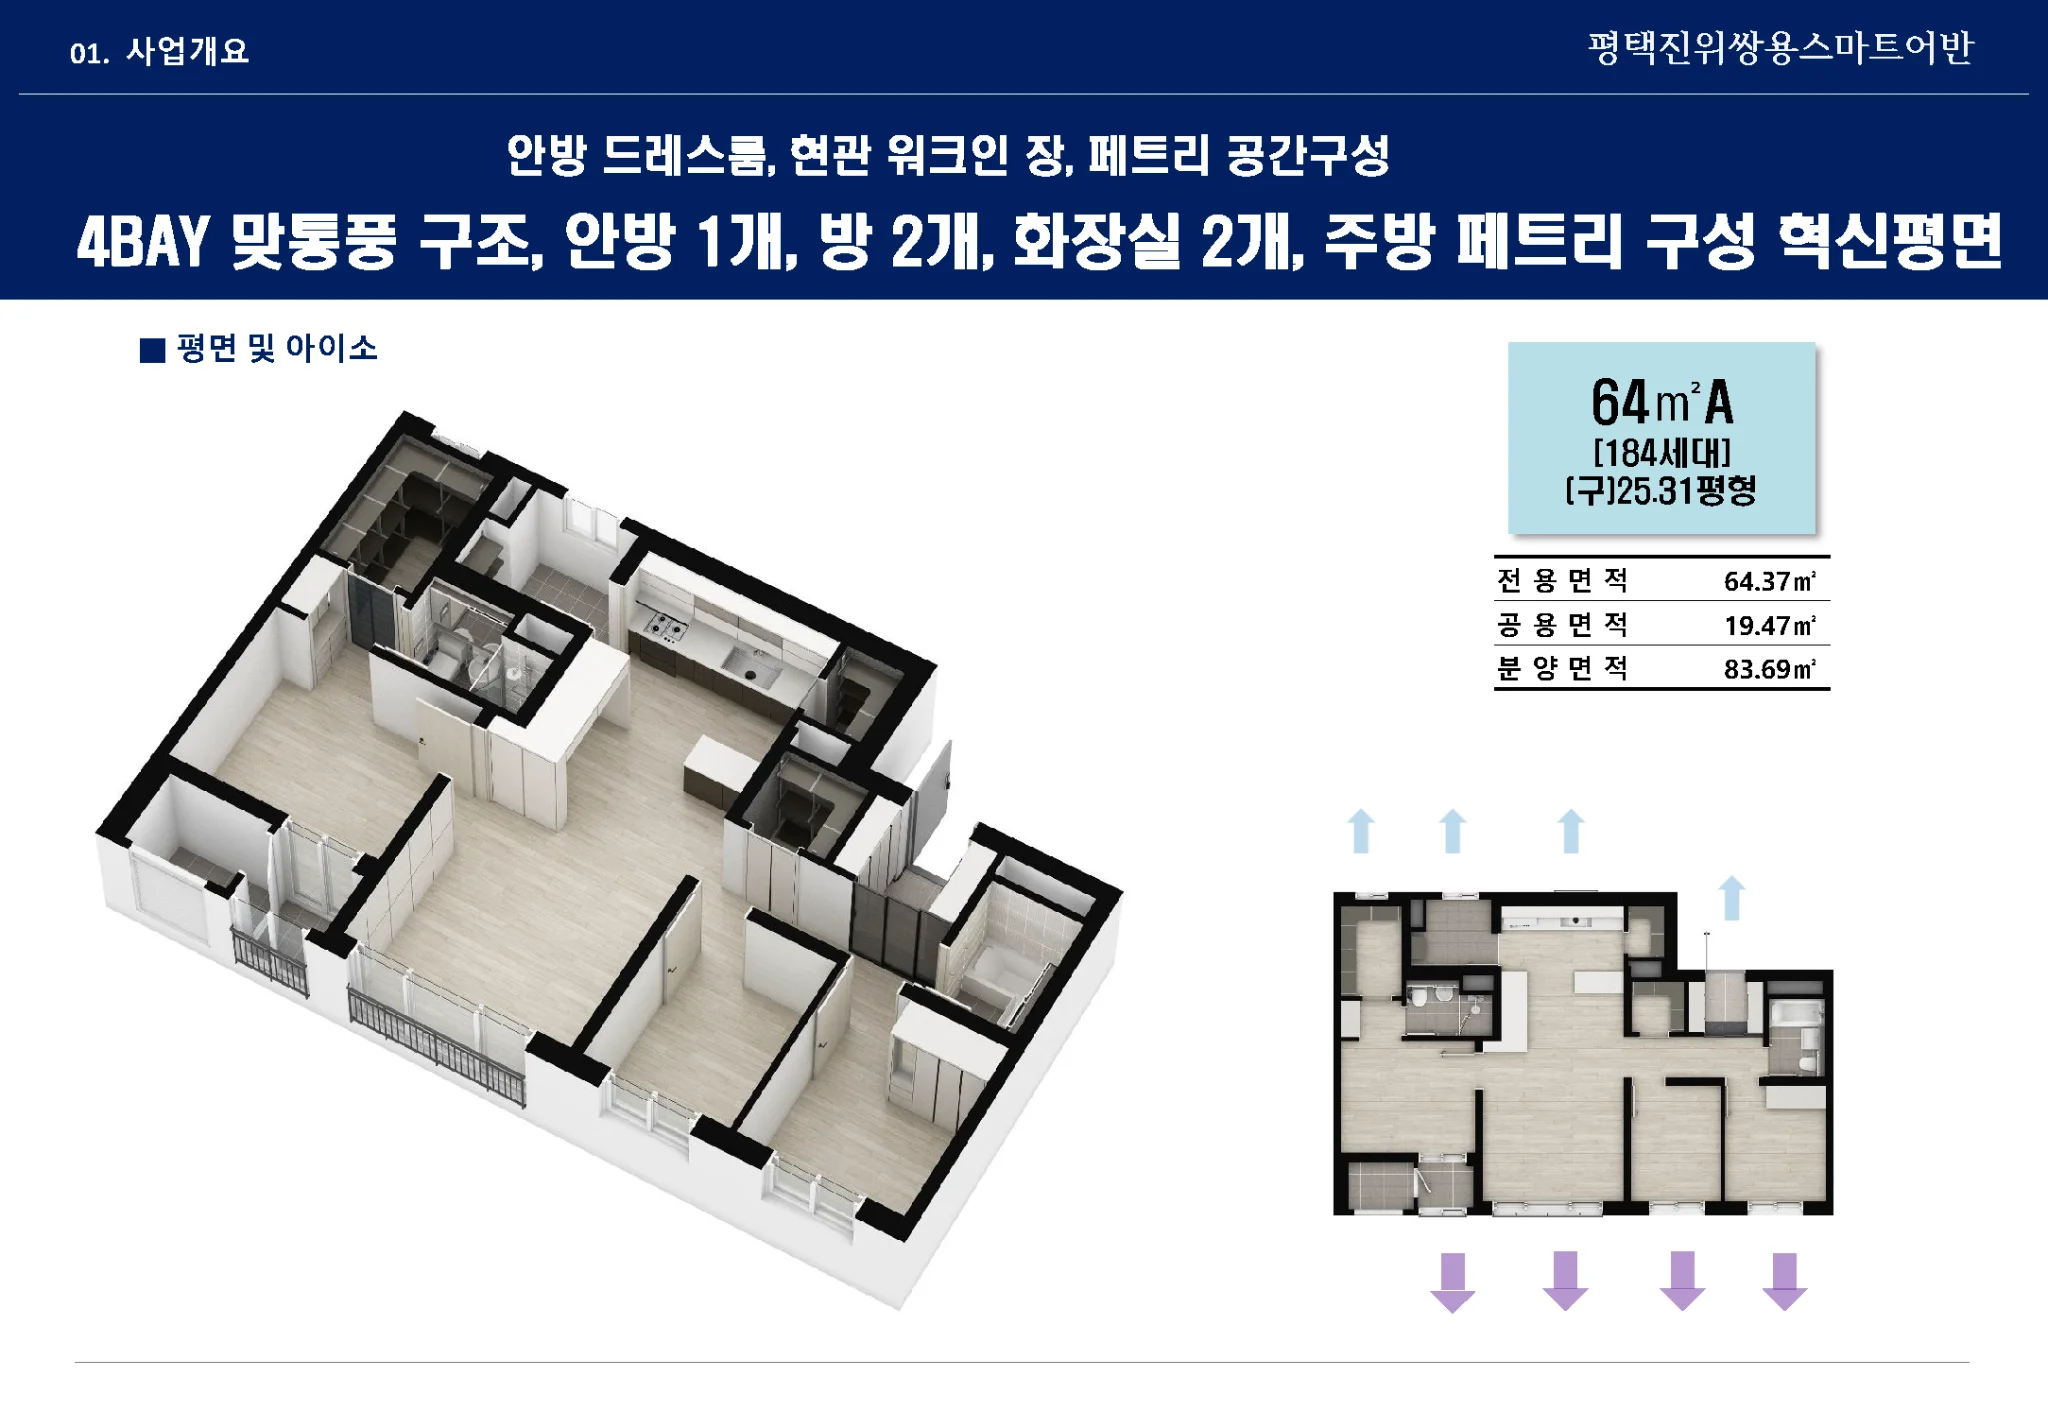 01. 사업개요
평택진위쌍용스마트어반
안방 드레스룸, 현관 워크인 장, 페트리 공간구성
4BAY 맞통풍 구조, 안방 1개, 방 2개, 화장실 2개, 주방 페트리 구성 혁신평면
■ 평면 및 아이소
64㎡A
[184세대]
(구)25.31평형
전용면적 64.37㎡
공용면적 19.47㎡
분양면적 83.69㎡